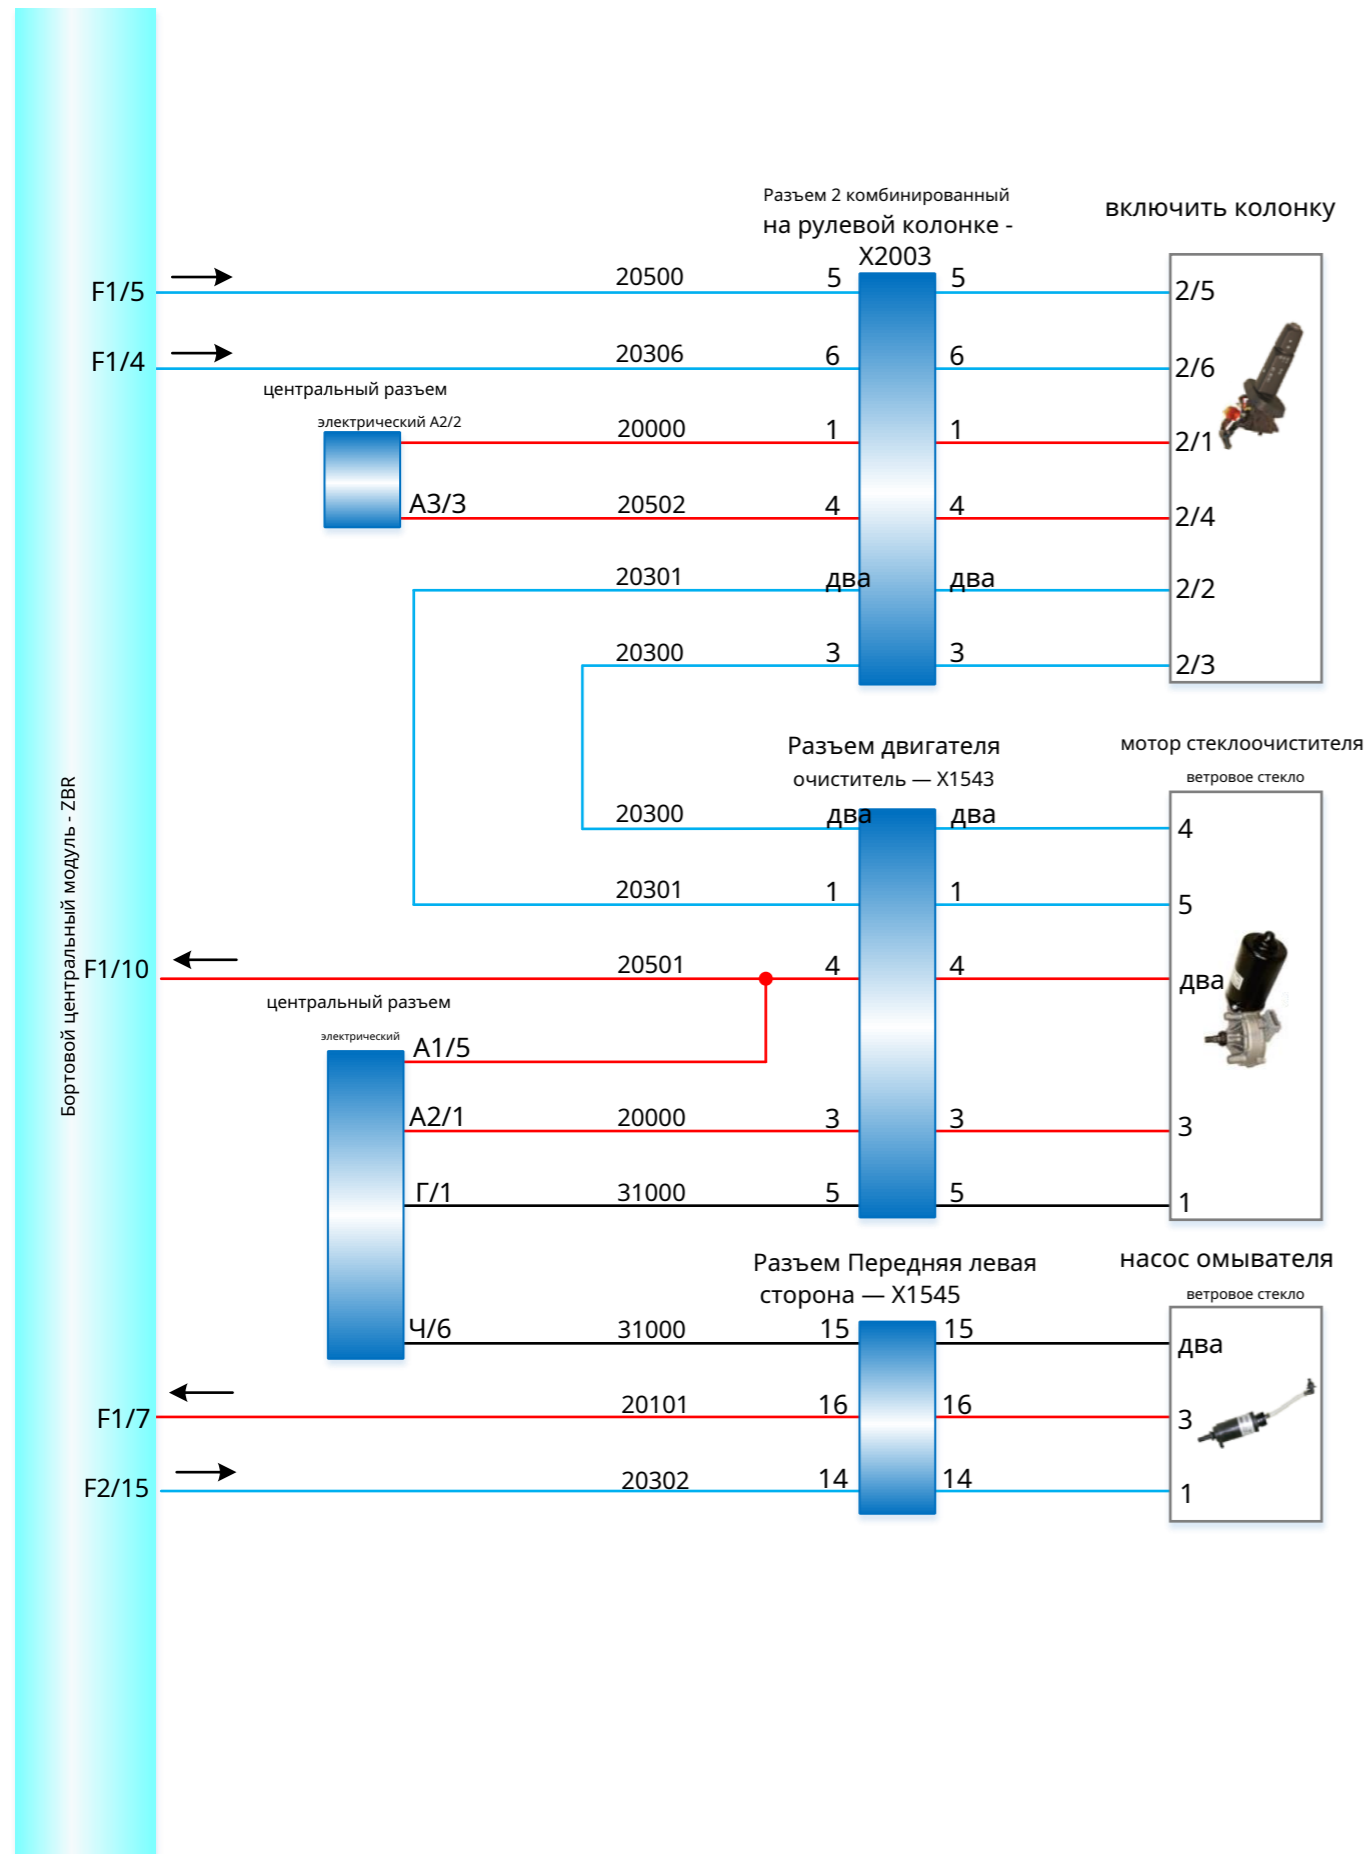 Разъем 2 комбинированный
на рулевой колонке -
X2003
включить колонку
F1/5
20500
5
5
2/5
F1/4
20306
6
6
2/6
центральный разъем
электрический A2/2
20000
1
1
2/1
A3/3
20502
4
4
2/4
20301
два
два
2/2
20300
3
3
2/3
Разъем двигателя
очиститель — X1543
мотор стеклоочистителя
ветровое стекло
20300
два
два
4
20301
1
1
5
Бортовой центральный модуль - ZBR
F1/10
20501
4
4
два
центральный разъем
электрический
A1/5
A2/1
20000
3
3
3
Г/1
31000
5
5
1
Разъем Передняя левая
сторона — X1545
насос омывателя
ветровое стекло
Ч/6
31000
15
15
два
F1/7
20101
16
16
3
F2/15
20302
14
14
1